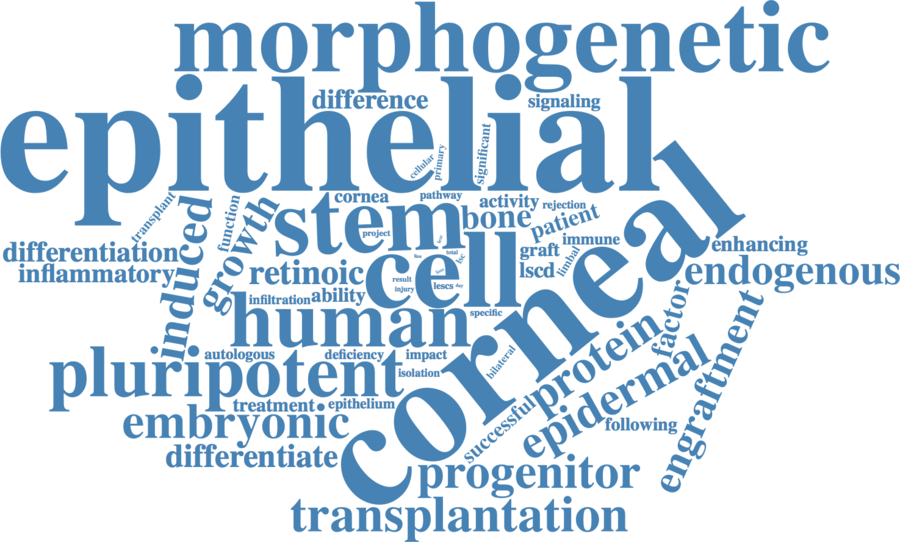 morphogenetic
difference
signaling
epithelial
significant
primary
cellular
transplant
cornea
pathway
activity
rejection
function
induced
growth
stem
bone
patient
project
differentiation
immune
enhancing
graft
total
cell
limbal
lscd
corneal
inflammatory
retinoic
endogenous
result
injury
lescs
day
infiltration
ability
specific
human
factor
protein
engraftment
autologous
deficiency
impact
bilateral
pluripotent
isolation
epidermal
treatment
epithelium
successful
embryonic
following
differentiate
progenitor
transplantation